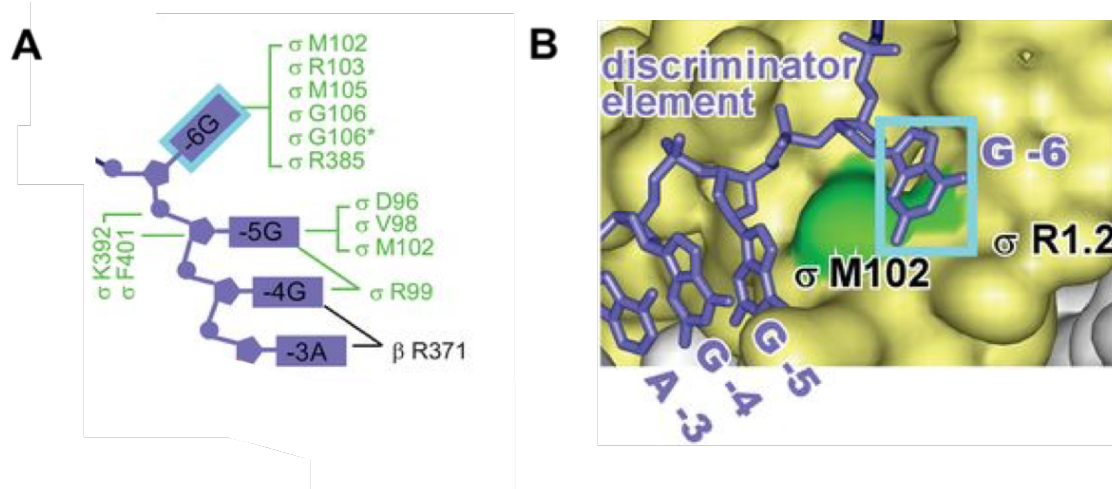 A
σ M102
σ R103
σ M105
σ G106
σ G106*
σ R385
-6G
σ D96
σ V98
σ M102
-5G
σ K392
σ F401
σ R99
-4G
-3A
β R371
B
discriminator
element
G -6
σ R1.2
σ M102
G -5
G -4
A -3